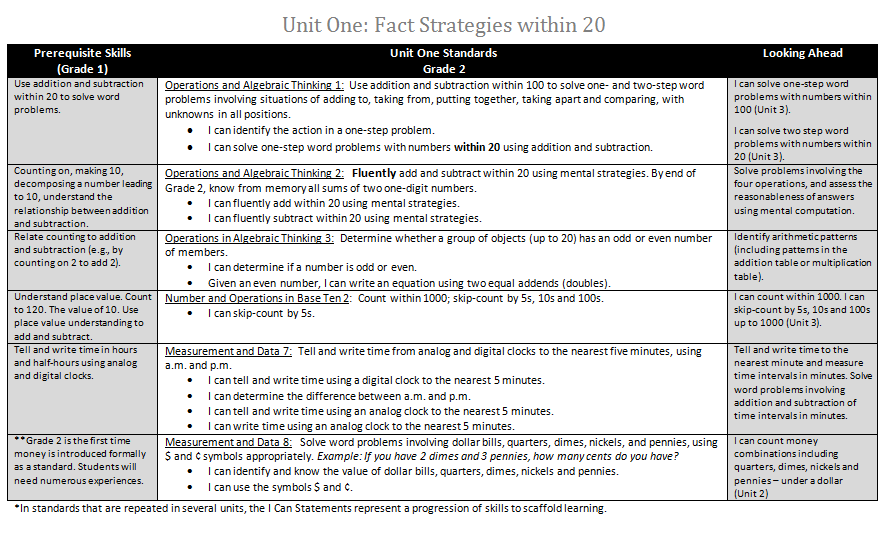 Unit One: Fact Strategies within 20
Prerequisite Skills
(Grade 1)
Unit One Standards
Grade 2
Looking Ahead
Use addition and subtraction
within 20 to solve word
problems.
Operations and Algebraic Thinking 1:  Use addition and subtraction within 100 to solve one- and two-step word
problems involving situations of adding to, taking from, putting together, taking apart and comparing, with
unknowns in all positions.
• I can identify the action in a one-step problem.
• I can solve one-step word problems with numbers within 20 using addition and subtraction.
I can solve one-step word
problems with numbers within
100 (Unit 3).
I can solve two step word
problems with numbers within
20 (Unit 3).
Counting on, making 10,
decomposing a number leading
to 10, understand the
relationship between addition
and subtraction.
Operations and Algebraic Thinking 2:  Fluently add and subtract within 20 using mental strategies. By end of
Grade 2, know from memory all sums of two one-digit numbers.
• I can fluently add within 20 using mental strategies.
• I can fluently subtract within 20 using mental strategies.
Solve problems involving the
four operations, and assess the
reasonableness of answers
using mental computation.
Relate counting to addition
and subtraction (e.g., by
counting on 2 to add 2).
Operations in Algebraic Thinking 3:  Determine whether a group of objects (up to 20) has an odd or even number
of members.
• I can determine if a number is odd or even.
• Given an even number, I can write an equation using two equal addends (doubles).
Identify arithmetic patterns
(including patterns in the
addition table or multiplication
table).
Understand place value. Count
to 120. The value of 10. Use
place value understanding to
add and subtract.
Number and Operations in Base Ten 2:  Count within 1000; skip-count by 5s, 10s and 100s.
• I can skip-count by 5s.
I can count within 1000. I can
skip-count by 5s, 10s and 100s
up to 1000 (Unit 3).
Tell and write time in hours
and half-hours using analog
and digital clocks.
Measurement and Data 7:  Tell and write time from analog and digital clocks to the nearest five minutes, using
a.m. and p.m.
• I can tell and write time using a digital clock to the nearest 5 minutes.
• I can determine the difference between a.m. and p.m.
• I can tell and write time using an analog clock to the nearest 5 minutes.
• I can write time using an analog clock to the nearest 5 minutes.
Tell and write time to the
nearest minute and measure
time intervals in minutes. Solve
word problems involving
addition and subtraction of
time intervals in minutes.
**Grade 2 is the first time
money is introduced formally
as a standard. Students will
need numerous experiences.
Measurement and Data 8:  Solve word problems involving dollar bills, quarters, dimes, nickels, and pennies, using
$ and ¢ symbols appropriately. Example: If you have 2 dimes and 3 pennies, how many cents do you have?
• I can identify and know the value of dollar bills, quarters, dimes, nickels and pennies.
• I can use the symbols $ and ¢.
I can count money
combinations including
quarters, dimes, nickels and
pennies – under a dollar
(Unit 2)
*In standards that are repeated in several units, the I Can Statements represent a progression of skills to scaffold learning.